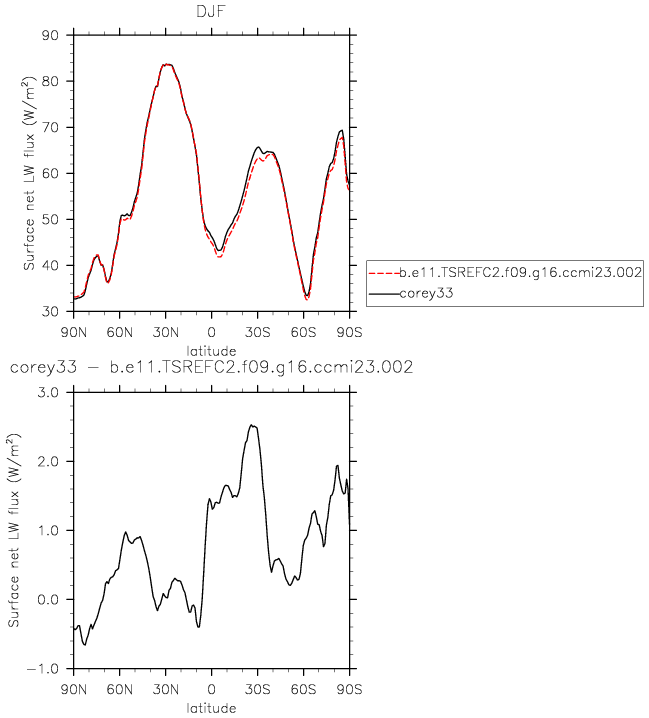 DJF
90
80
70
60
50
40
30
Surface net LW flux (W/m²)
90N 60N 30N 0 30S 60S 90S
latitude
b.e11.TSREFC2.f09.g16.ccmi23.002
corey33
corey33 − b.e11.TSREFC2.f09.g16.ccmi23.002
3.0
2.0
1.0
0.0
−1.0
Surface net LW flux (W/m²)
90N 60N 30N 0 30S 60S 90S
latitude